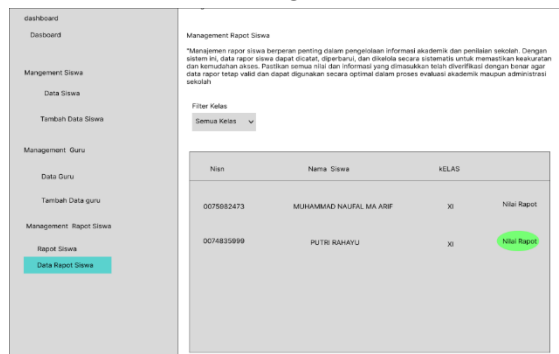 dashboard
Dasboard
Mangement Siswa
Data Siswa
Tambah Data Siswa
Management Guru
Data Guru
Tambah Data guru
Management Rapot Siswa
Rapot Siswa
Data Rapot Siswa
Management Rapot Siswa
"Manajemen rapor siswa berperan penting dalam pengelolaan informasi akademik dan penilaian sekolah. Dengan
sistem ini, data rapor siswa dapat dicatat, diperbarui, dan dikelola secara sistematis untuk memastikan keakuratan
dan kemudahan akses. Pastikan semua nilai dan informasi yang dimasukkan telah diverifikasi dengan benar agar
data rapor tetap valid dan dapat digunakan secara optimal dalam proses evaluasi akademik maupun administrasi
sekolah
Filter Kelas
Semua Kelas
Nisn Nama Siswa kELAS
0075982473 MUHAMMAD NAUFAL MA ARIF XI Nilai Rapot
0074835999 PUTRI RAHAYU XI Nilai Rapot